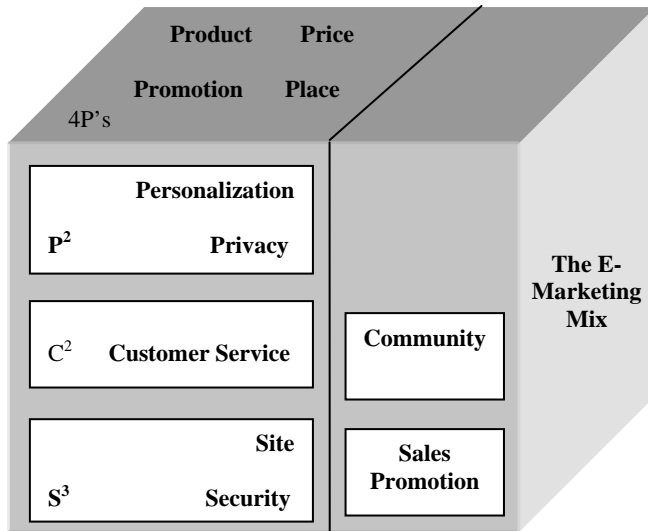 Product Price
Promotion Place
4P's
Personalization
P² Privacy
C² Customer Service
Community
Site
S³ Security
Sales
Promotion
The E-
Marketing
Mix